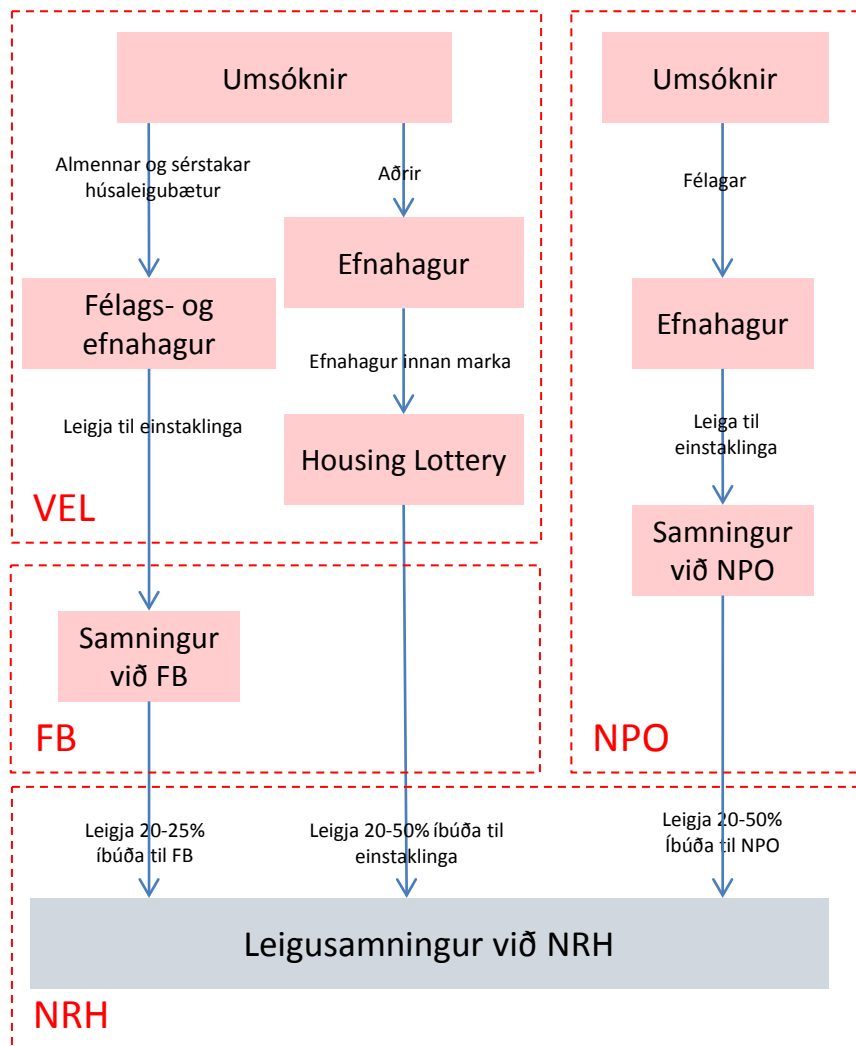 Umsóknir
Umsóknir
Almennar og sérstakar
húsaleigubætur
Aðrir
Félagar
Efnahagur
Félags- og
efnahagur
Efnahagur
Efnahagur innan marka
Leigja til einstaklinga
Leiga til
einstaklinga
Housing Lottery
VEL
Samningur
við NPO
Samningur
við FB
FB
NPO
Leigja 20-25%
íbúða til FB
Leigja 20-50% íbúða til
einstaklinga
Leigja 20-50%
Íbúða til NPO
Leigusamningur við NRH
NRH